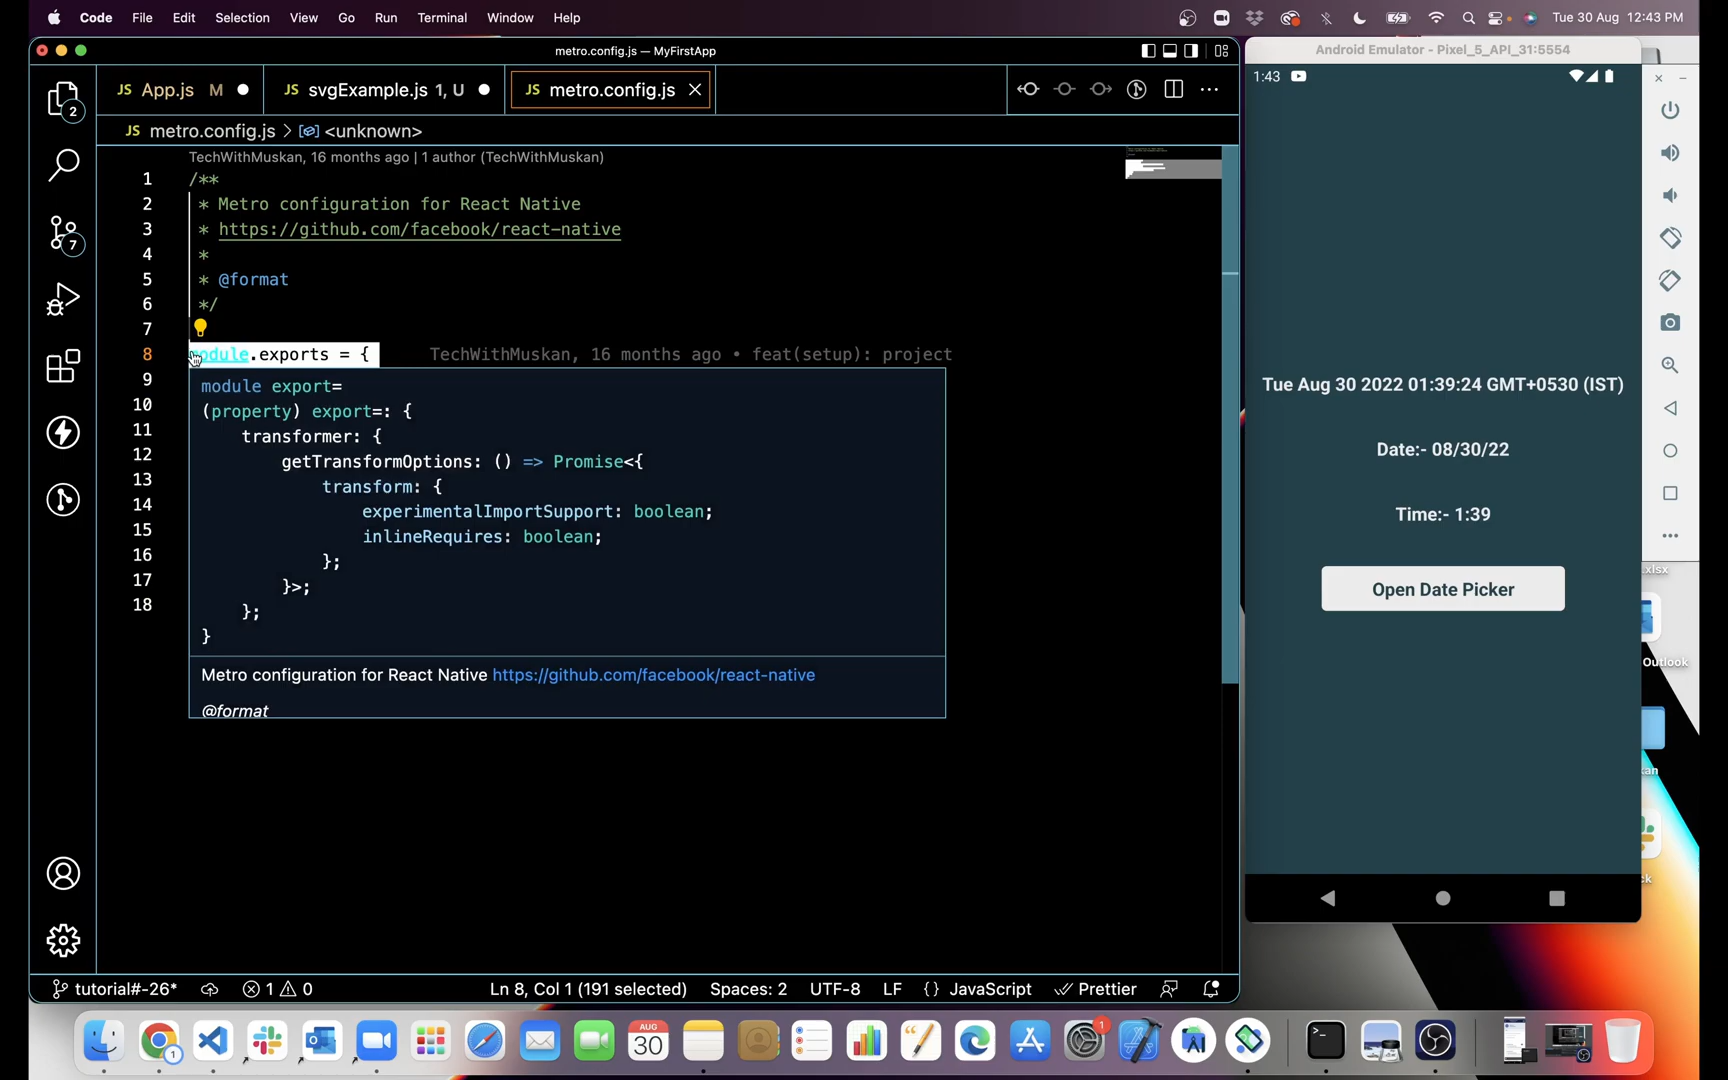 Code File Edit Selection View Go Run Terminal Window Help
1
Tue 30 Aug 12:43 PM
metro.config.js — MyFirstApp
JS App.js M
JS svgExample.js 1, U
JS metro.config.js
JS metro.config.js > <unknown>
TechWithMuskan, 16 months ago | 1 author (TechWithMuskan)
1 /**
2 * Metro configuration for React Native
3 * https://github.com/facebook/react-native
4 *
5 * @format
6 */
7
8 module.exports = { TechWithMuskan, 16 months ago • feat(setup): project
9 module export=
10 (property) export=: {
11 transformer: {
12 getTransformOptions: () => Promise<{
13 transform: {
14 experimentalImportSupport: boolean;
15 inlineRequires: boolean;
16 };
17 }>;
18 };
}
Metro configuration for React Native https://github.com/facebook/react-native
@format
2
7
tutorial#-26* 1 0 Ln 8, Col 1 (191 selected) Spaces: 2 UTF-8 LF {} JavaScript Prettier
Android Emulator - Pixel_5_API_31:5554
1:43
Tue Aug 30 2022 01:39:24 GMT+0530 (IST)
Date:- 08/30/22
Time:- 1:39
Open Date Picker
.xlsx
Outlook
AUG
30
1